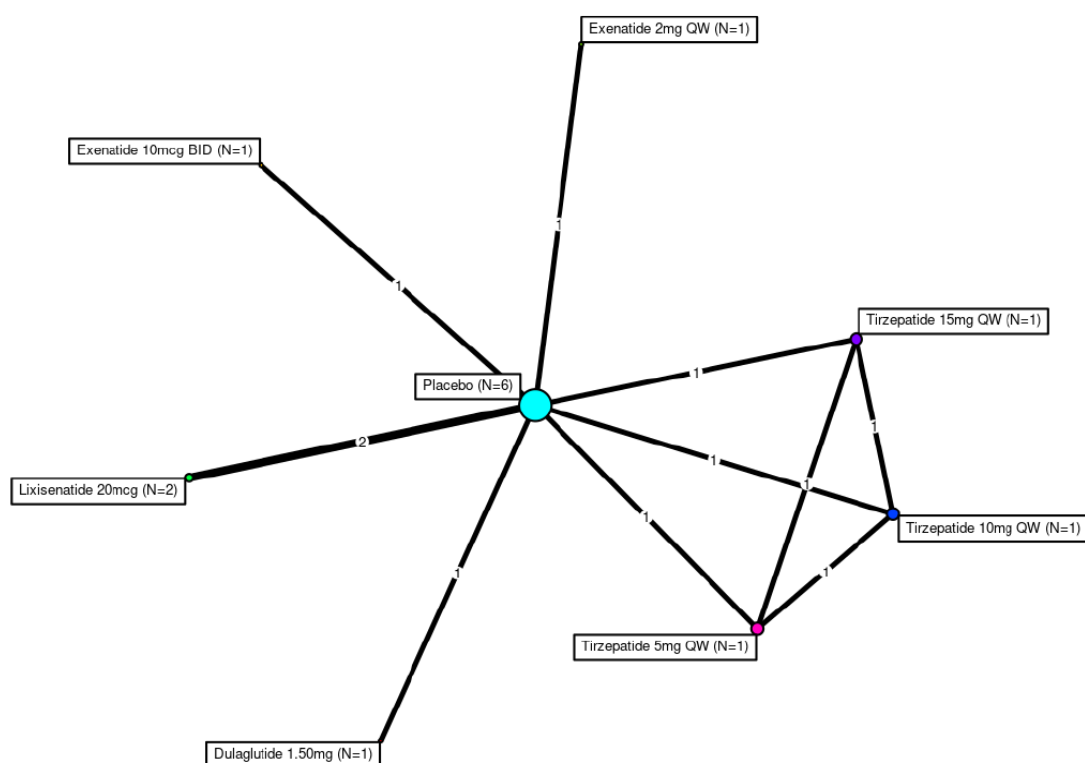 Exenatide 2mg QW (N=1)
Exenatide 10mcg BID (N=1)
1
1
Tirzepatide 15mg QW (N=1)
1
Placebo (N=6)
1
2
1
Lixisenatide 20mcg (N=2)
1
1
Tirzepatide 10mg QW (N=1)
1
1
Tirzepatide 5mg QW (N=1)
Dulaglutide 1.50mg (N=1)